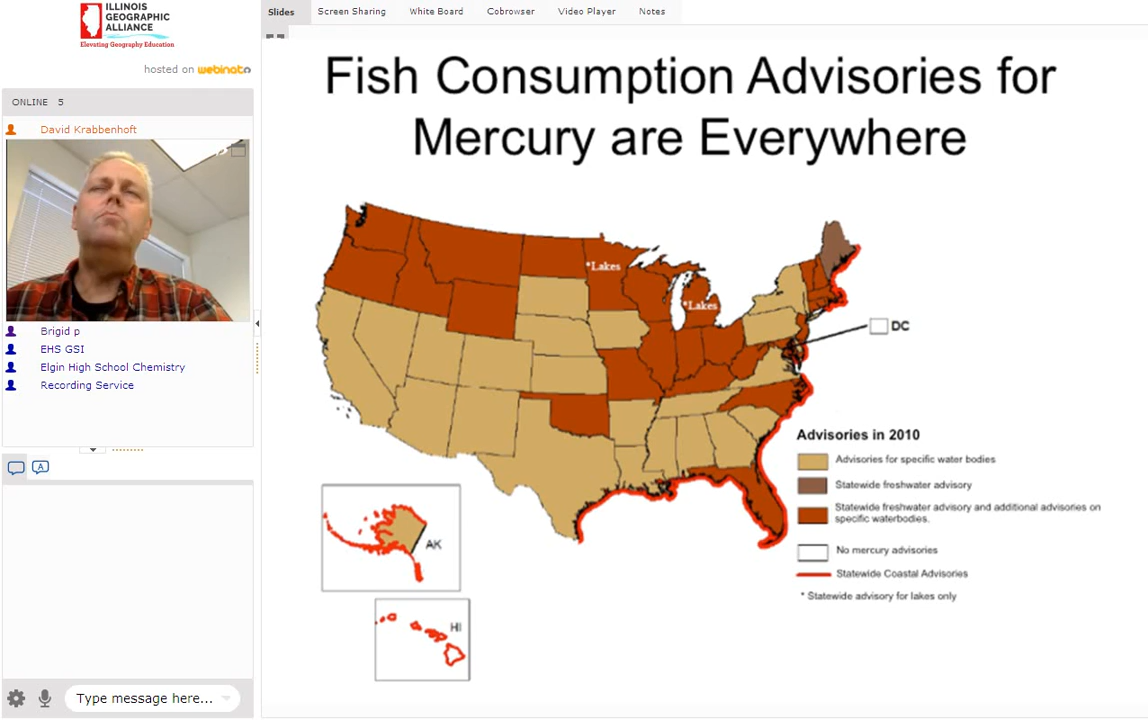 ILLINOIS
GEOGRAPHIC
ALLIANCE
Elevating Geography Education
hosted on webinato
ONLINE 5
David Krabbenhoft
Brigid p
EHS GSI
Elgin High School Chemistry
Recording Service
A
Type message here...
Slides Screen Sharing White Board Cobrowser Video Player Notes
Fish Consumption Advisories for
Mercury are Everywhere
*Lakes
*Lakes
DC
AK
HI
Advisories in 2010
Advisories for specific water bodies
Statewide freshwater advisory
Statewide freshwater advisory and additional advisories on
specific waterbodies.
No mercury advisories
Statewide Coastal Advisories
* Statewide advisory for lakes only